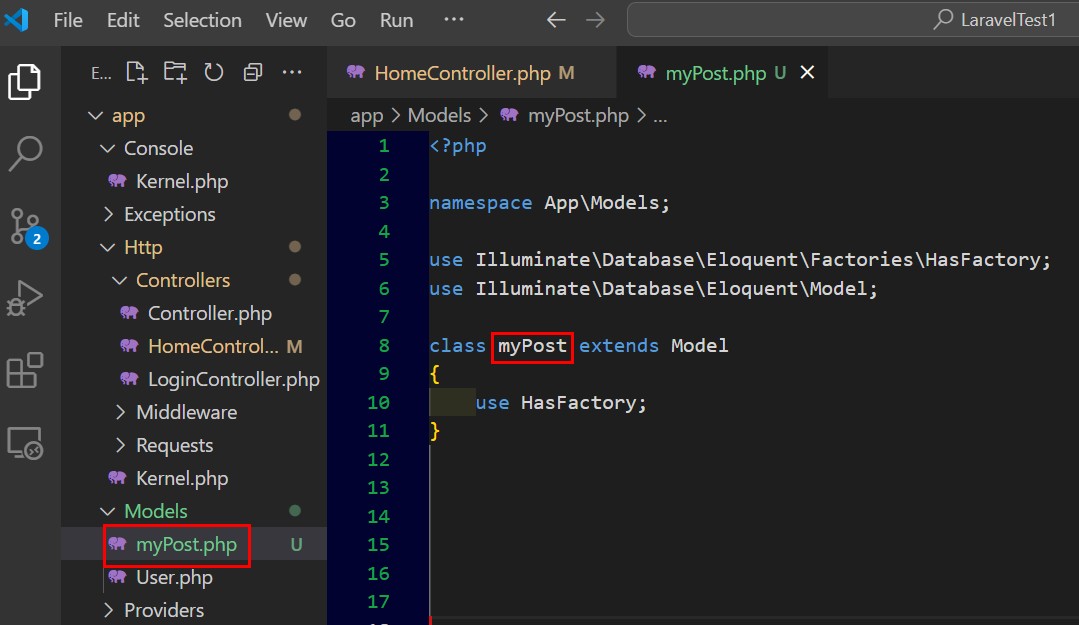 File Edit Selection View Go Run ... LaravelTest1
E... ...
HomeController.php M myPost.php U
app
Console
Kernel.php
Exceptions
Http
Controllers
Controller.php
HomeControl... M
LoginController.php
Middleware
Requests
Kernel.php
Models
myPost.php U
User.php
Providers
2
app > Models > myPost.php > ...
1 <?php
2
3 namespace App\Models;
4
5 use Illuminate\Database\Eloquent\Factories\HasFactory;
6 use Illuminate\Database\Eloquent\Model;
7
8 class myPost extends Model
9 {
10 use HasFactory;
11 }
12
13
14
15
16
17